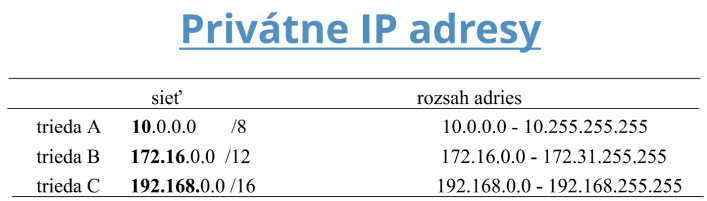 Privátne IP adresy
sieť rozsah adries
trieda A 10.0.0.0 /8 10.0.0.0 - 10.255.255.255
trieda B 172.16.0.0 /12 172.16.0.0 - 172.31.255.255
trieda C 192.168.0.0 /16 192.168.0.0 - 192.168.255.255